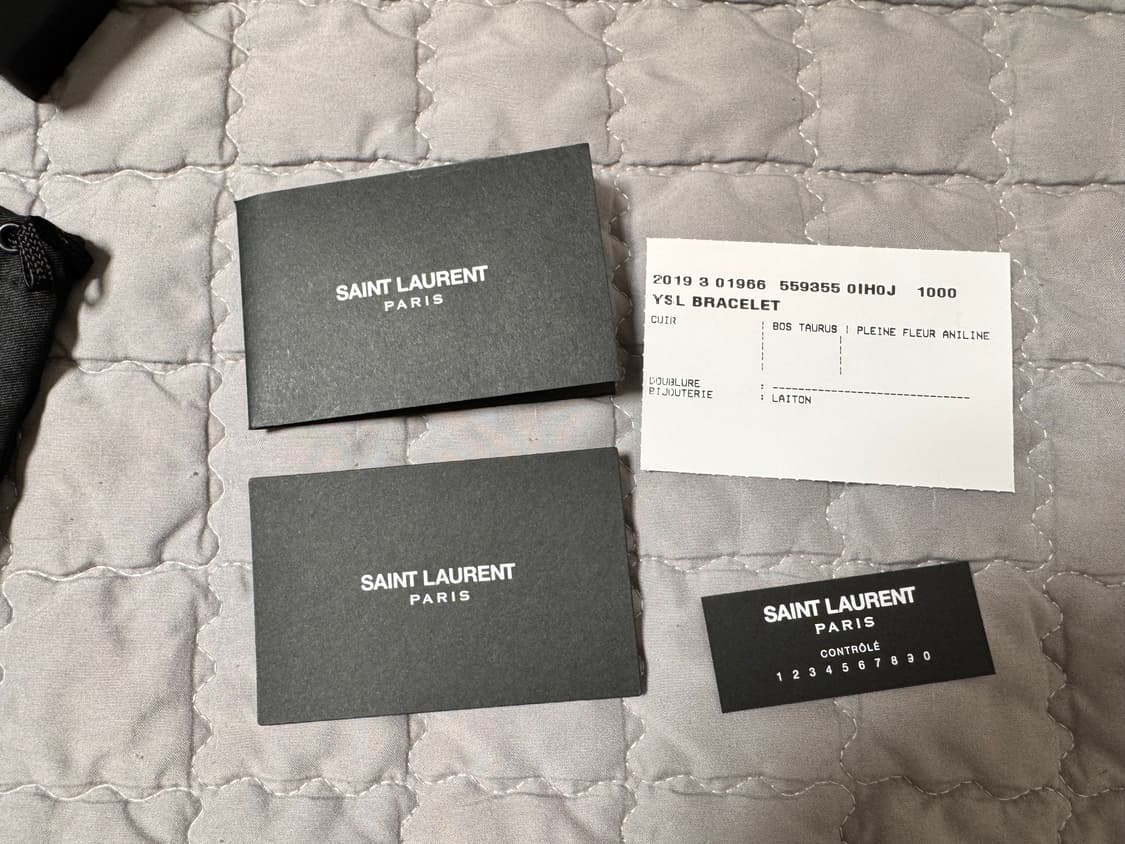 SAINT LAURENT
PARIS
2019 3 01966 559355 0IH0J 1000
YSL BRACELET
CUIR | BOS TAURUS | PLEINE FLEUR ANILINE
DOUBLURE : ------------------------------
BIJOUTERIE : LAITON
SAINT LAURENT
PARIS
SAINT LAURENT
PARIS
CONTRÔLÉ
1 2 3 4 5 6 7 8 9 0